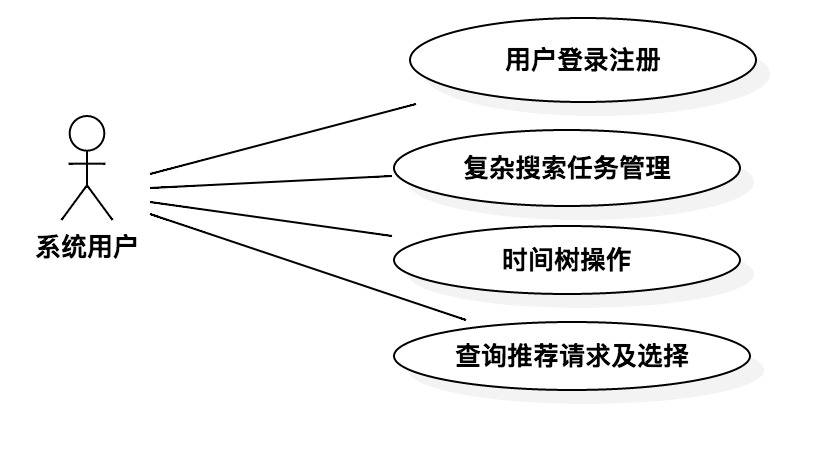 用户登录注册
复杂搜索任务管理
系统用户
时间树操作
查询推荐请求及选择